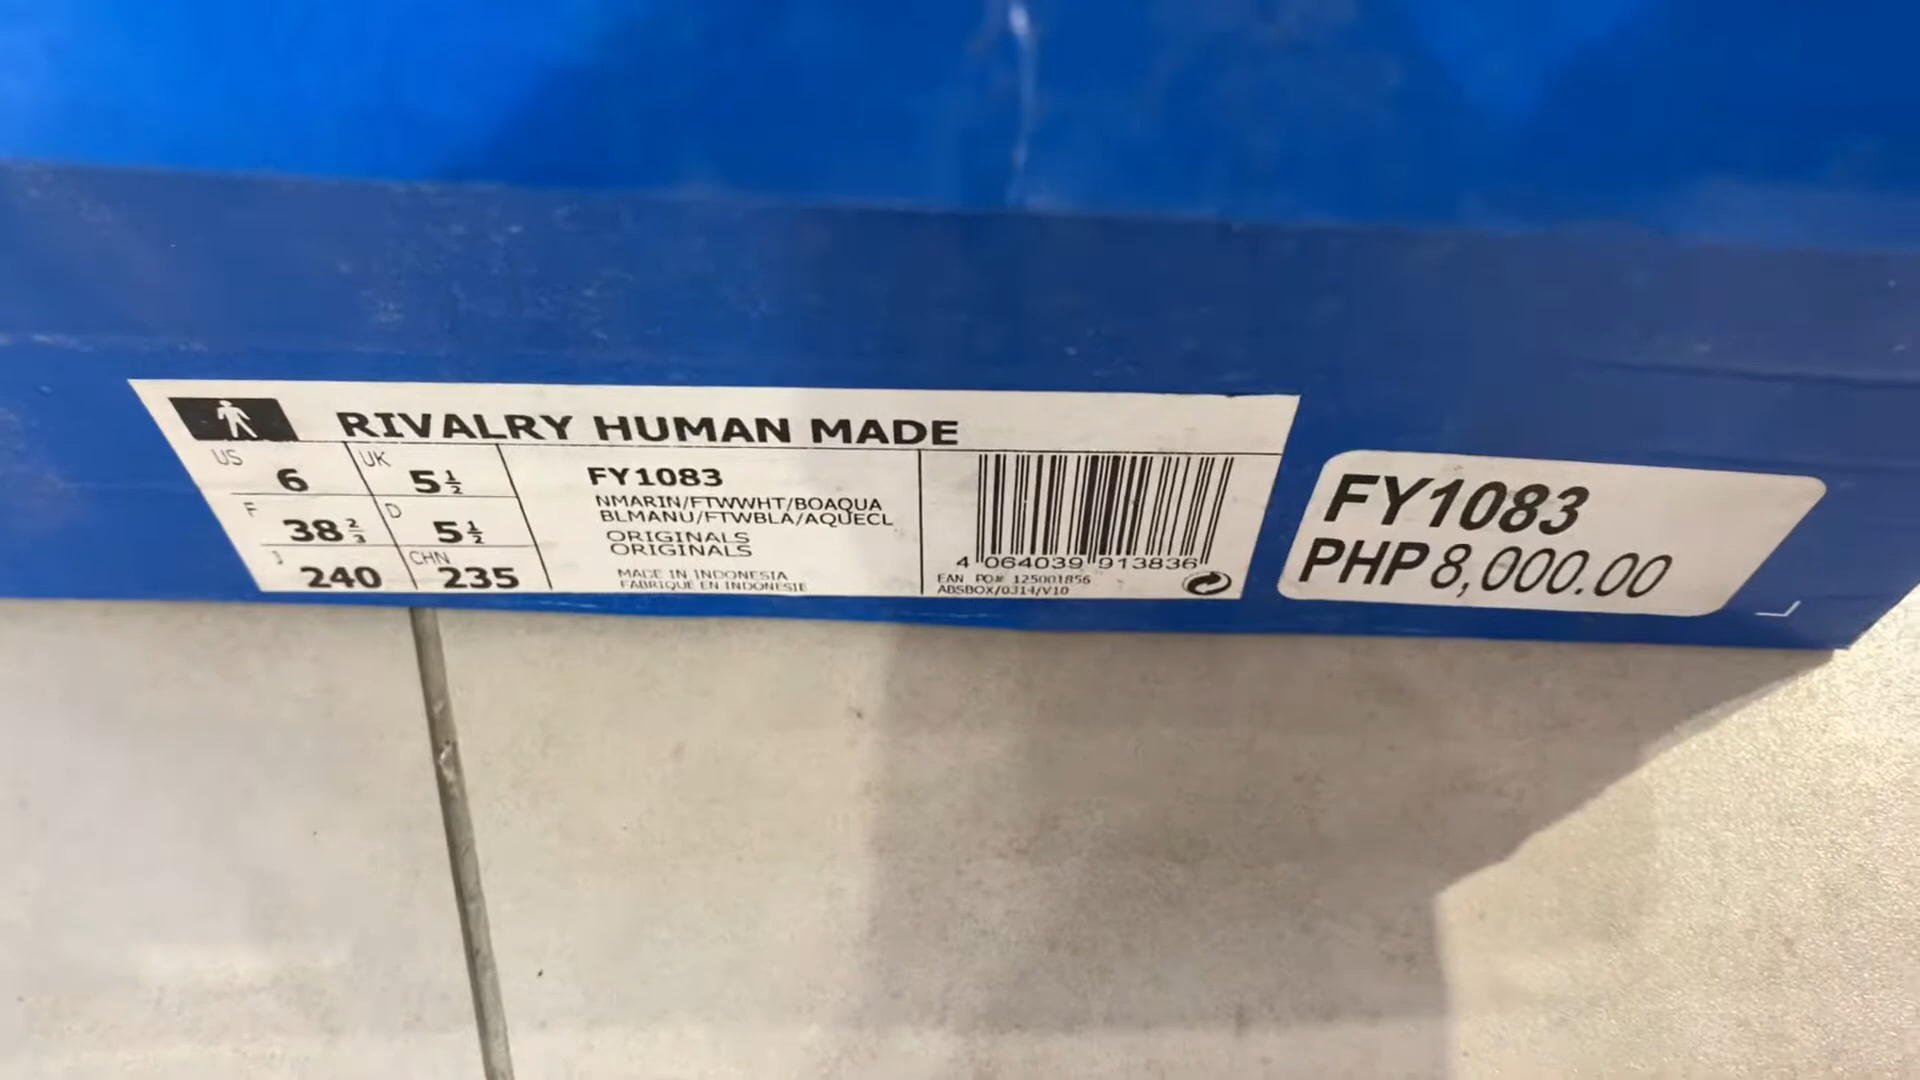 RIVALRY HUMAN MADE
US 6 UK 5½
F 38⅔ D 5½
J 240 CHN 235
FY1083
NMARIN/FTWWHT/BOAQUA
BLMANU/FTWBLA/AQUECL
ORIGINALS
ORIGINALS
MADE IN INDONESIA
FABRIQUÉ EN INDONESIE
4 064039 913836
EAN PO# 125001856
ABSBOX/0314/V10
FY1083
PHP 8,000.00